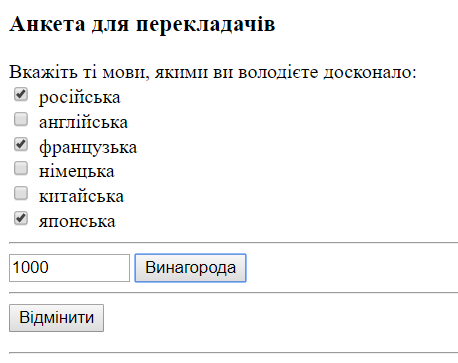 Анкета для перекладачів
Вкажіть ті мови, якими ви володієте досконало:
російська
англійська
французька
німецька
китайська
японська
1000 Винагорода
Відмінити